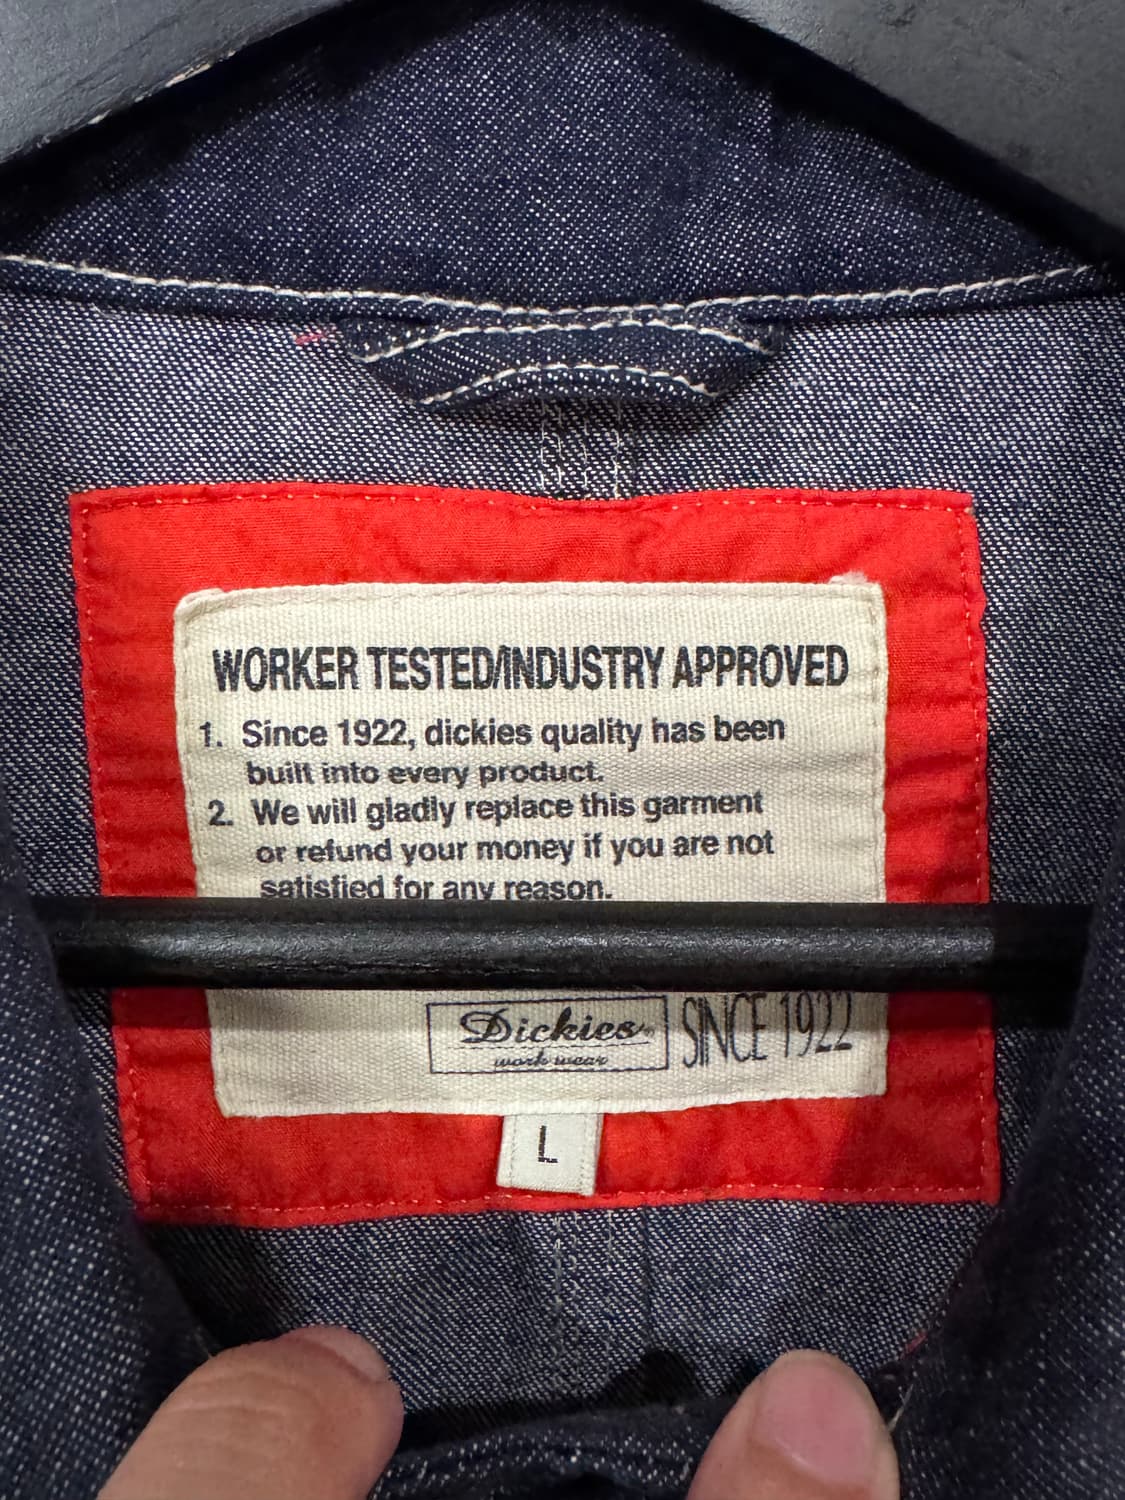 WORKER TESTED/INDUSTRY APPROVED
1. Since 1922, dickies quality has been
built into every product.
2. We will gladly replace this garment
or refund your money if you are not
satisfied for any reason.
Dickies®
work wear
SINCE 1922
L